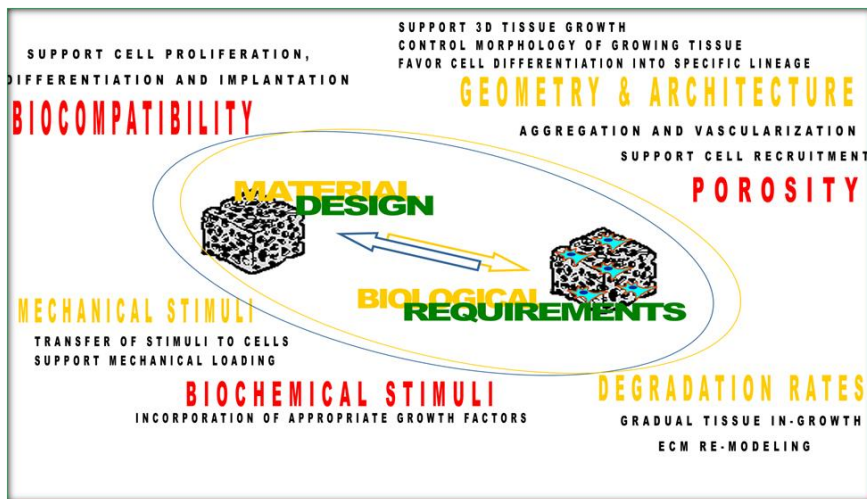 SUPPORT CELL PROLIFERATION,
DIFFERENTIATION AND IMPLANTATION
BIOCOMPATIBILITY
SUPPORT 3D TISSUE GROWTH
CONTROL MORPHOLOGY OF GROWING TISSUE
FAVOR CELL DIFFERENTIATION INTO SPECIFIC LINEAGE
GEOMETRY & ARCHITECTURE
AGGREGATION AND VASCULARIZATION
SUPPORT CELL RECRUITMENT
POROSITY
MATERIAL
DESIGN
BIOLOGICAL
REQUIREMENTS
MECHANICAL STIMULI
TRANSFER OF STIMULI TO CELLS
SUPPORT MECHANICAL LOADING
BIOCHEMICAL STIMULI
INCORPORATION OF APPROPRIATE GROWTH FACTORS
DEGRADATION RATES
GRADUAL TISSUE IN-GROWTH
ECM RE-MODELING